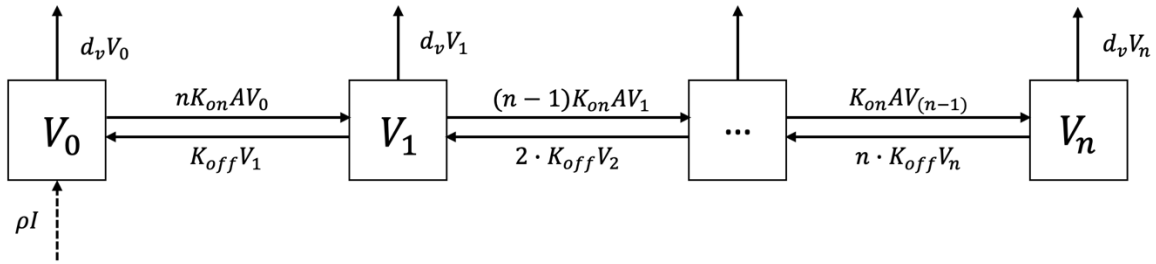 d_vV_0
d_vV_1
d_vV_n
nK_{on}AV_0
(n − 1)K_{on}AV_1
K_{on}AV_{(n−1)}
V_0
V_1
...
V_n
K_{off}V_1
2 · K_{off}V_2
n · K_{off}V_n
ρI